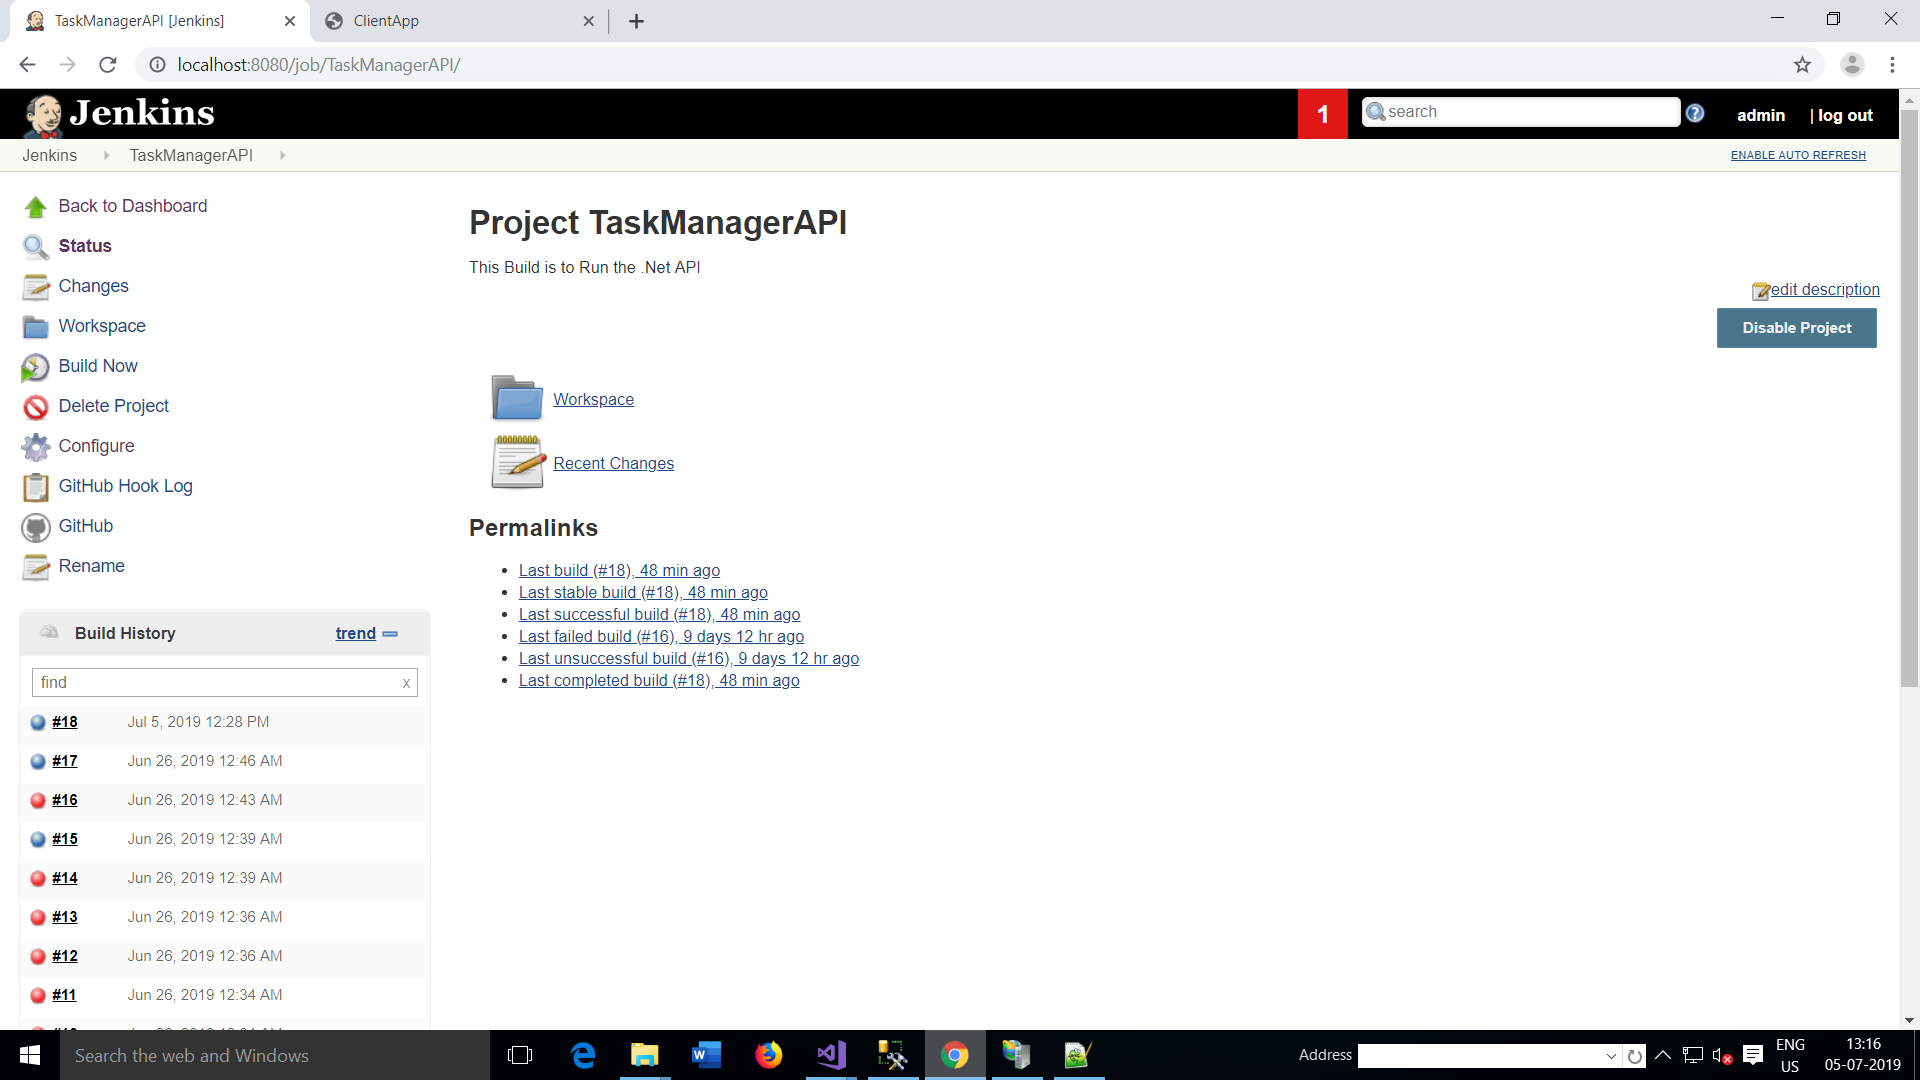 TaskManagerAPI [Jenkins]
ClientApp
localhost:8080/job/TaskManagerAPI/
Jenkins
1
search
admin
| log out
Jenkins
TaskManagerAPI
ENABLE AUTO REFRESH
Back to Dashboard
Status
Changes
Workspace
Build Now
Delete Project
Configure
GitHub Hook Log
GitHub
Rename
Project TaskManagerAPI
This Build is to Run the .Net API
edit description
Disable Project
Workspace
Recent Changes
Permalinks
Last build (#18), 48 min ago
Last stable build (#18), 48 min ago
Last successful build (#18), 48 min ago
Last failed build (#16), 9 days 12 hr ago
Last unsuccessful build (#16), 9 days 12 hr ago
Last completed build (#18), 48 min ago
Build History
trend
find
x
#18 Jul 5, 2019 12:28 PM
#17 Jun 26, 2019 12:46 AM
#16 Jun 26, 2019 12:43 AM
#15 Jun 26, 2019 12:39 AM
#14 Jun 26, 2019 12:39 AM
#13 Jun 26, 2019 12:36 AM
#12 Jun 26, 2019 12:36 AM
#11 Jun 26, 2019 12:34 AM
Search the web and Windows
Address
ENG
US
13:16
05-07-2019